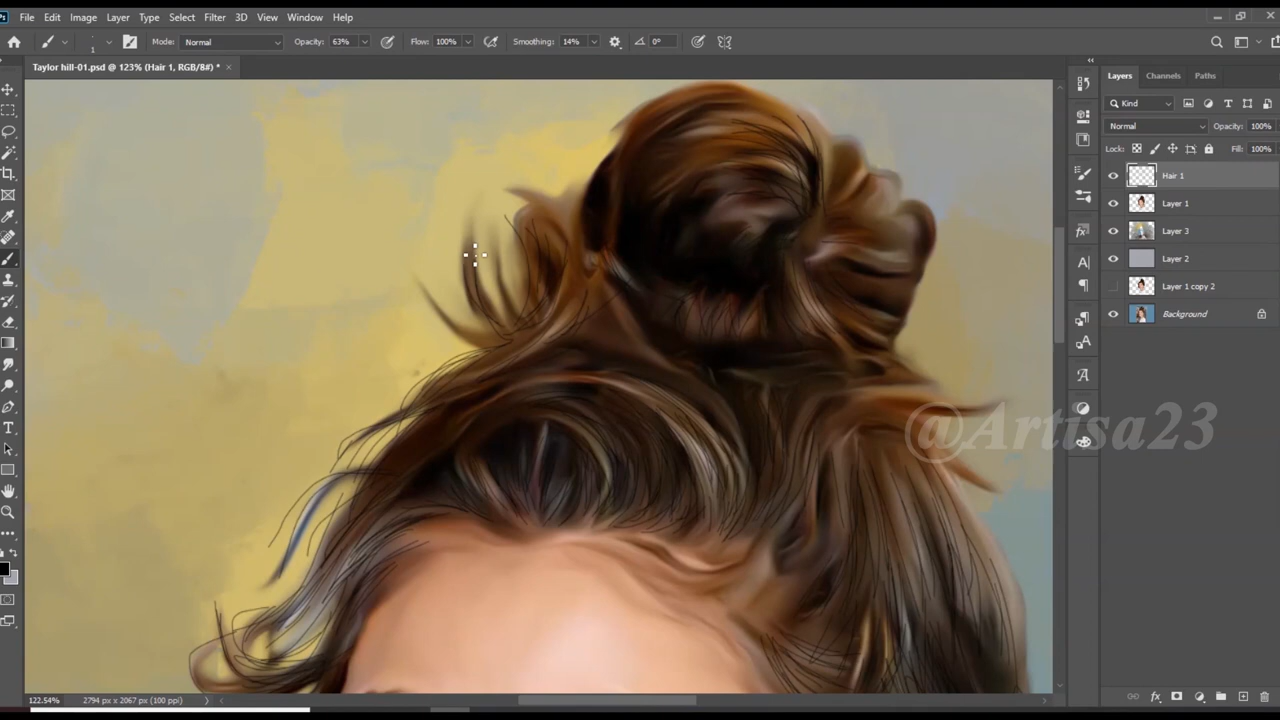 Ps File Edit Image Layer Type Select Filter 3D View Window Help
1 Mode: Normal Opacity: 63% Flow: 100% Smoothing: 14% 0°
Taylor hill-01.psd @ 123% (Hair 1, RGB/8#) * ×
Layers Channels Paths
Kind
Normal Opacity: 100%
Lock: Fill: 100%
Hair 1
Layer 1
Layer 3
Layer 2
Layer 1 copy 2
Background
@Artisa23
122.54% 2794 px x 2067 px (100 ppi)